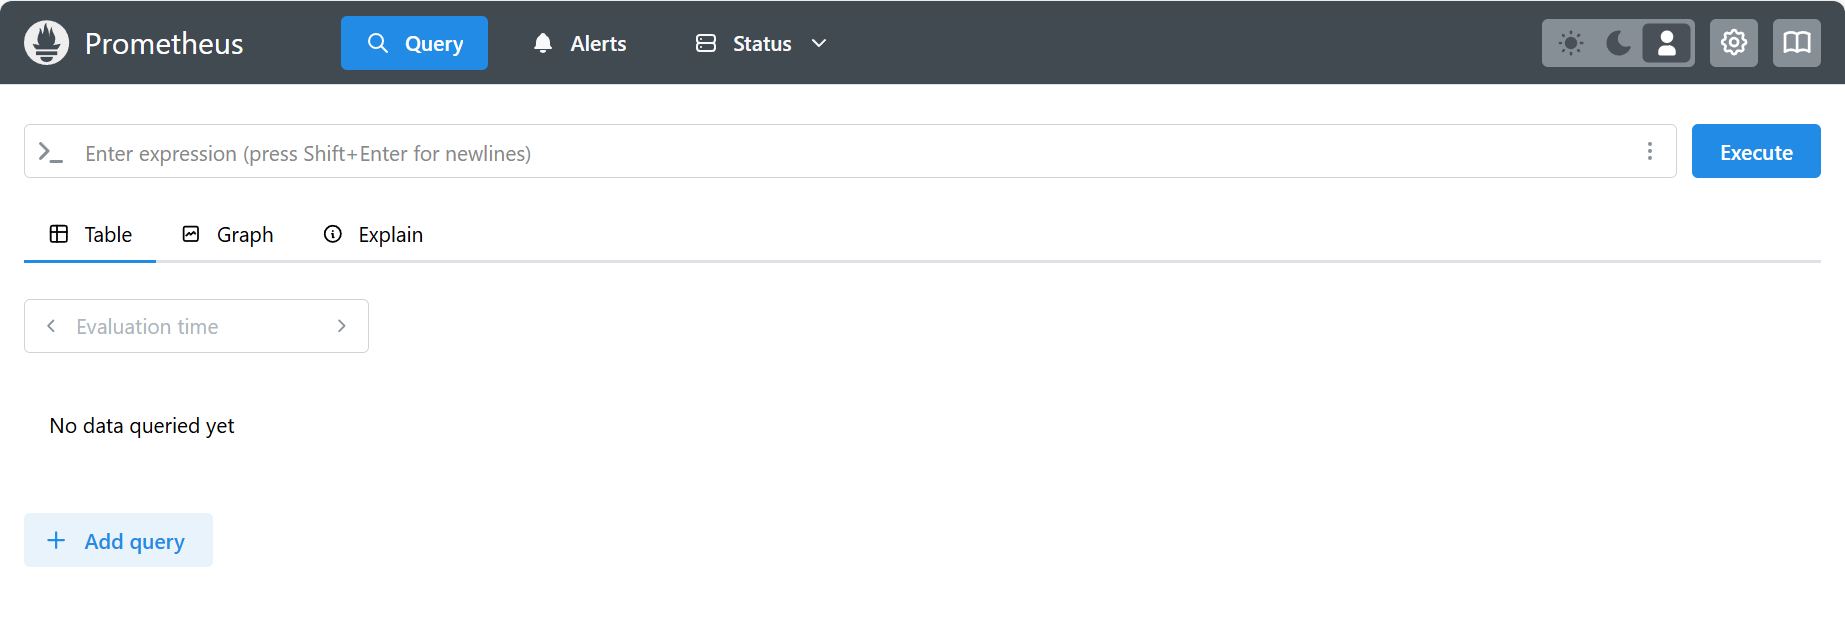 Prometheus
Query
Alerts
Status
Enter expression (press Shift+Enter for newlines)
Execute
Table
Graph
Explain
Evaluation time
No data queried yet
Add query